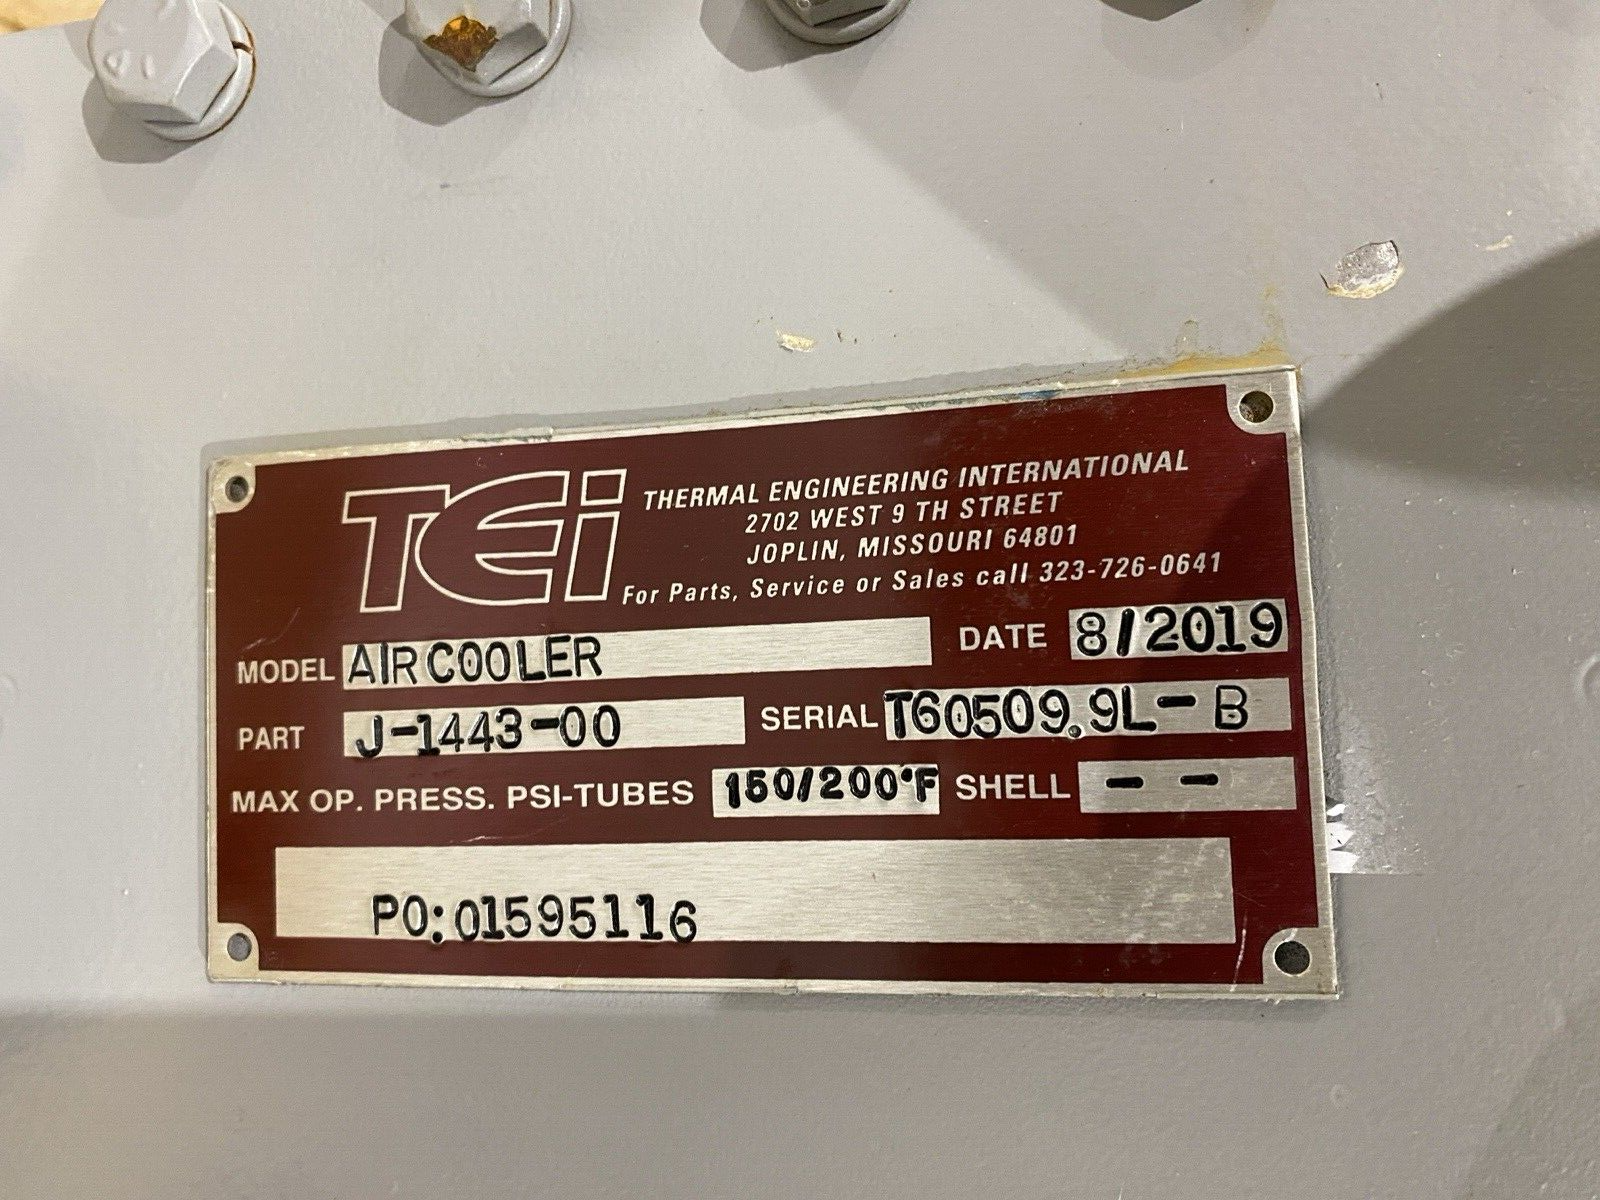 TEi
THERMAL ENGINEERING INTERNATIONAL
2702 WEST 9 TH STREET
JOPLIN, MISSOURI 64801
For Parts, Service or Sales call 323-726-0641
MODEL AIR COOLER DATE 8/2019
PART J-1443-00 SERIAL T60509.9L-B
MAX OP. PRESS. PSI-TUBES 150/200°F SHELL - -
PO:01595116